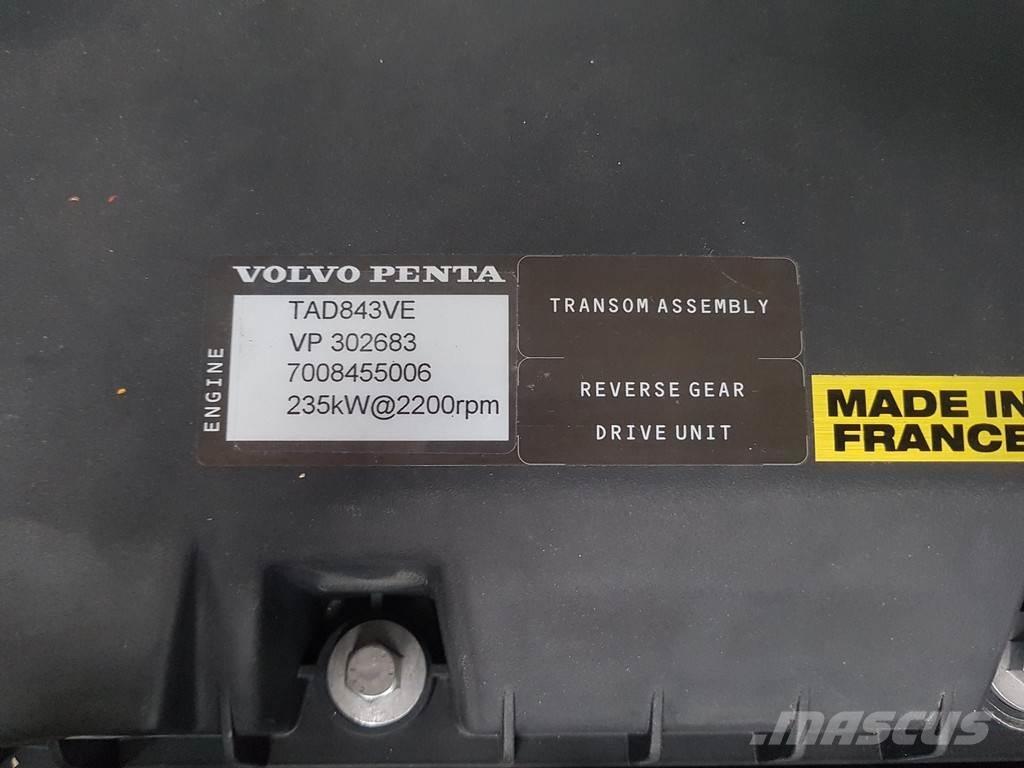 VOLVO PENTA
ENGINE
TAD843VE
VP 302683
7008455006
235kW@2200rpm
TRANSOM ASSEMBLY
REVERSE GEAR
DRIVE UNIT
MADE IN
FRANCE
mascus